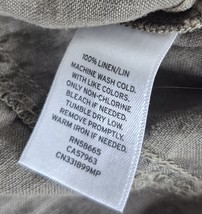 100% LINEN/LIN
MACHINE WASH COLD.
WITH LIKE COLORS.
ONLY NON-CHLORINE
BLEACH IF NEEDED.
TUMBLE DRY LOW.
REMOVE PROMPTLY.
WARM IRON IF NEEDED.
RN58665
CA57963
CN331899MP